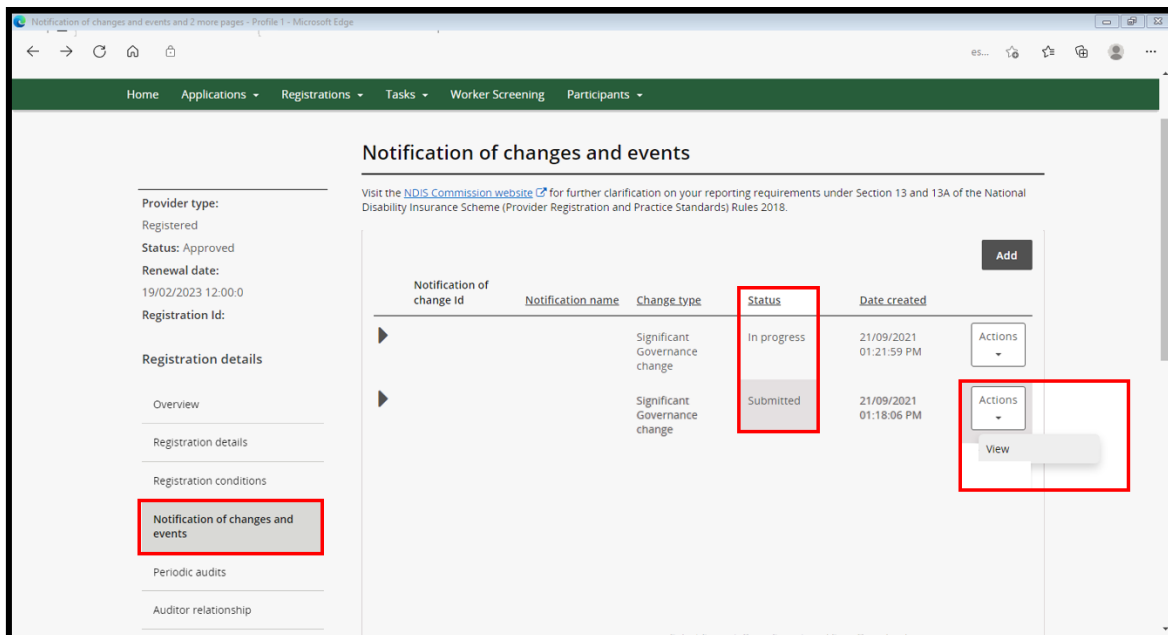 Notification of changes and events and 2 more pages - Profile 1 - Microsoft Edge
es...
Home Applications Registrations Tasks Worker Screening Participants
Notification of changes and events
Visit the NDIS Commission website for further clarification on your reporting requirements under Section 13 and 13A of the National
Disability Insurance Scheme (Provider Registration and Practice Standards) Rules 2018.
Provider type:
Registered
Status: Approved
Renewal date:
19/02/2023 12:00:0
Registration Id:
Registration details
Overview
Registration details
Registration conditions
Notification of changes and
events
Periodic audits
Auditor relationship
Add
Notification of
change Id Notification name Change type Status Date created
Significant In progress 21/09/2021 Actions
Governance 01:21:59 PM
change
Significant Submitted 21/09/2021 Actions
Governance 01:18:06 PM
change
View